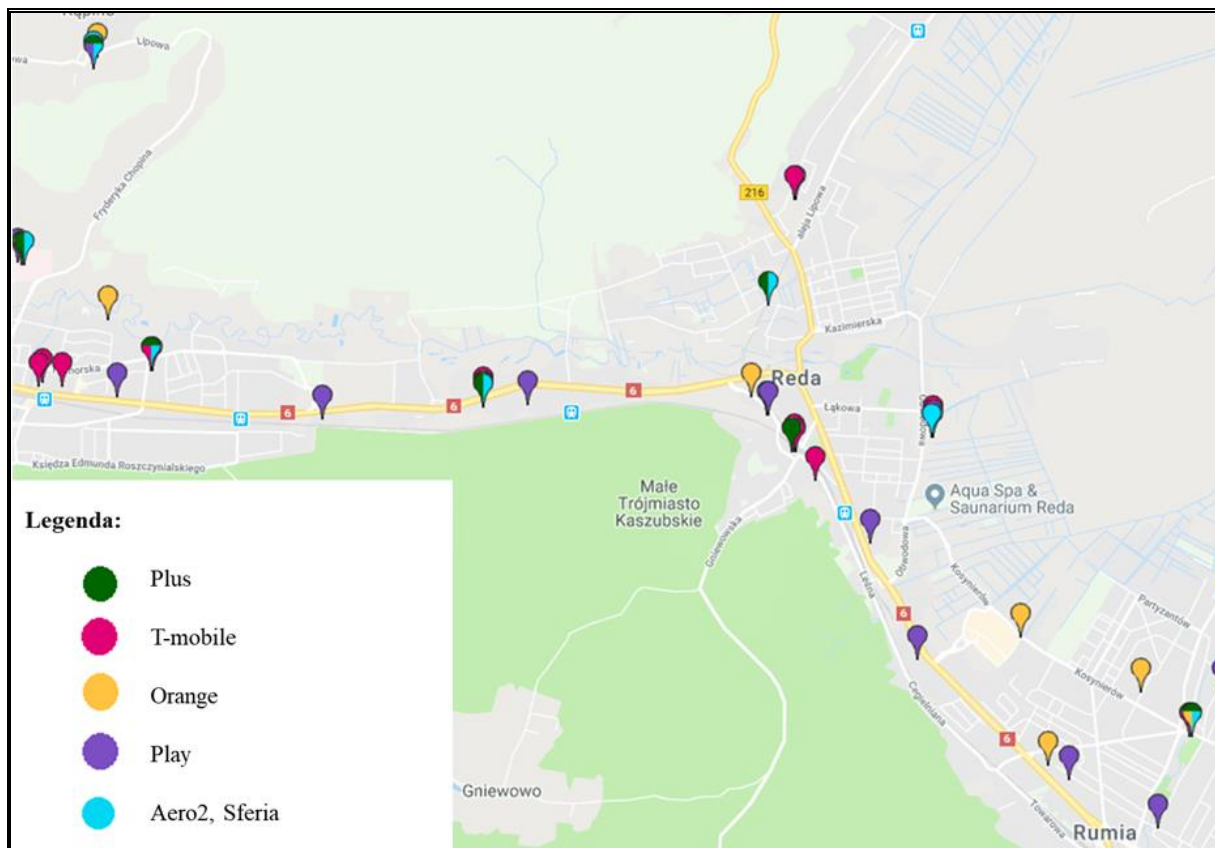 Lipowa
Fryderyka Chopina
216
aleja Lipowa
Kazimierska
Reda
6
6
6
Łąkowa
Księdza Edmunda Roszczynialskiego
Małe
Trójmiasto
Kaszubskie
Aqua Spa &
Saunarium Reda
Gniewowska
Leśna
Obwodowa
Kosynierów
Partyzantów
6
Kosynierów
Cegielniana
6
Gniewowo
Towarowa
Rumia
Legenda:
Plus
T-mobile
Orange
Play
Aero2, Sferia